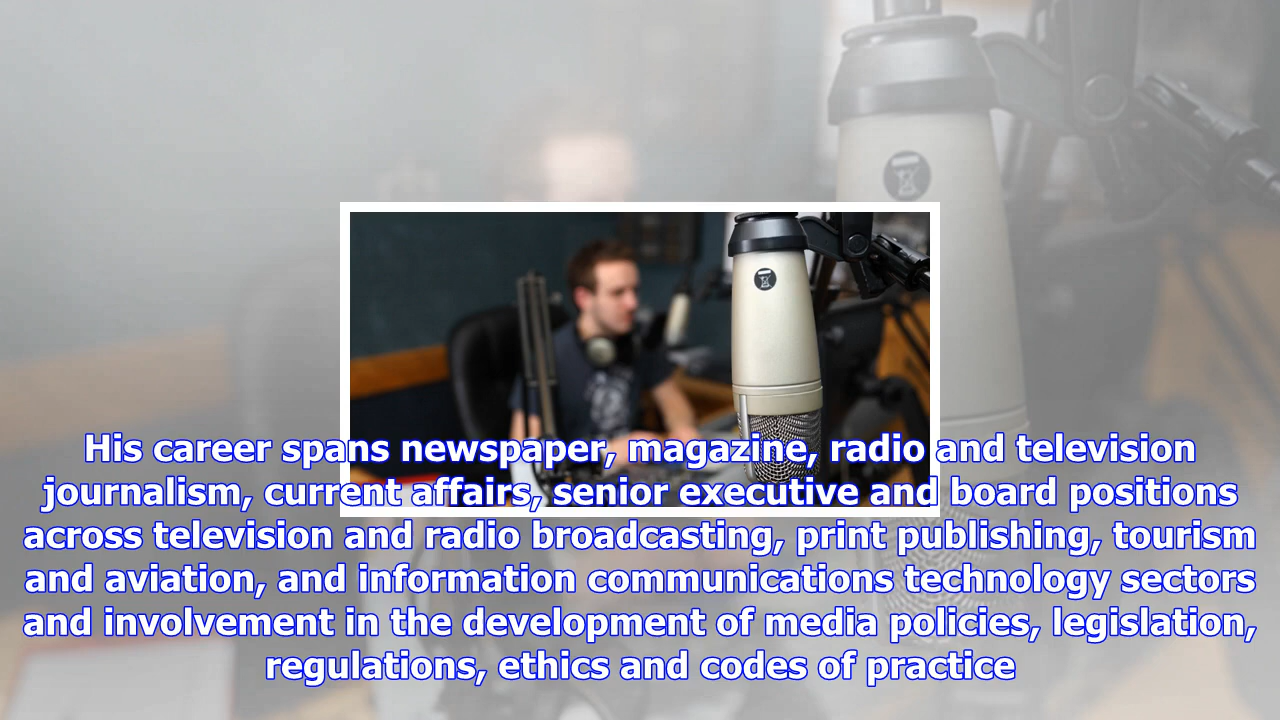 His career spans newspaper, magazine, radio and television
journalism, current affairs, senior executive and board positions
across television and radio broadcasting, print publishing, tourism
and aviation, and information communications technology sectors
and involvement in the development of media policies, legislation,
regulations, ethics and codes of practice